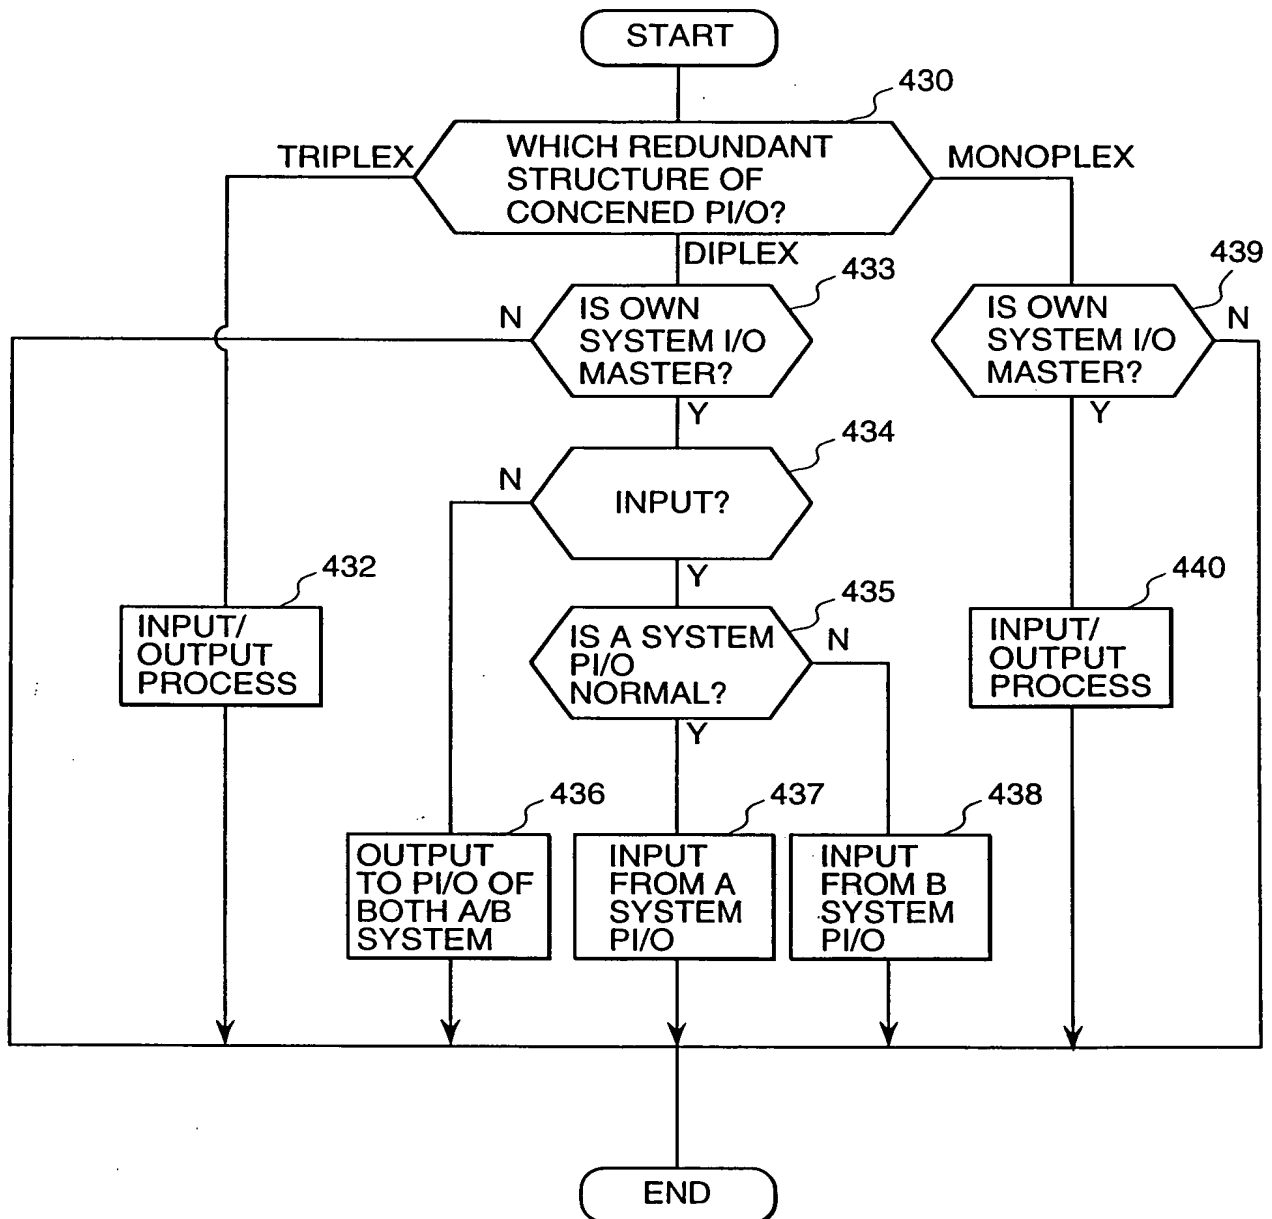 START
430
TRIPLEX
WHICH REDUNDANT
STRUCTURE OF
CONCENED PI/O?
MONOPLEX
DIPLEX
433
439
N
IS OWN
SYSTEM I/O
MASTER?
Y
IS OWN
SYSTEM I/O
MASTER?
N
Y
434
N
INPUT?
Y
432
INPUT/
OUTPUT
PROCESS
435
IS A SYSTEM
PI/O
NORMAL?
N
Y
440
INPUT/
OUTPUT
PROCESS
436
OUTPUT
TO PI/O OF
BOTH A/B
SYSTEM
437
INPUT
FROM A
SYSTEM
PI/O
438
INPUT
FROM B
SYSTEM
PI/O
END